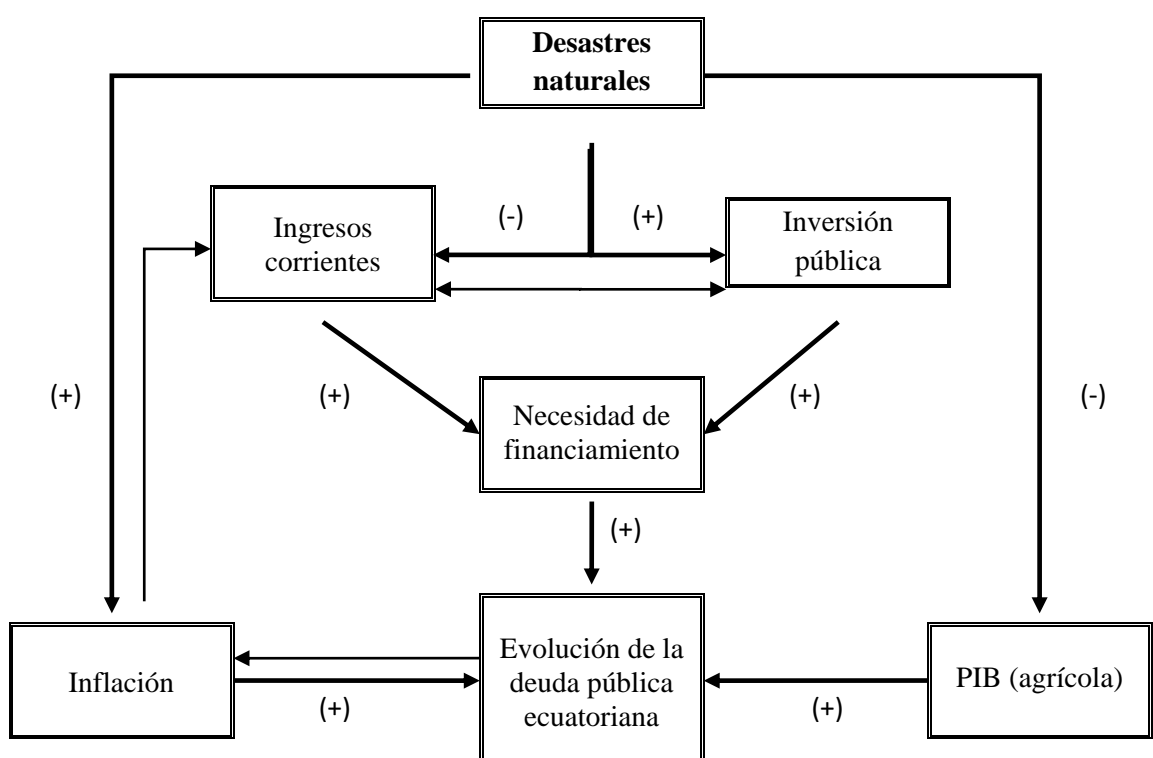 Desastres
naturales
Ingresos
corrientes
(-)
(+)
Inversión
pública
(+)
(+)
Necesidad de
financiamiento
(+)
(-)
(+)
Inflación
(+)
Evolución de la
deuda pública
ecuatoriana
(+)
PIB (agrícola)